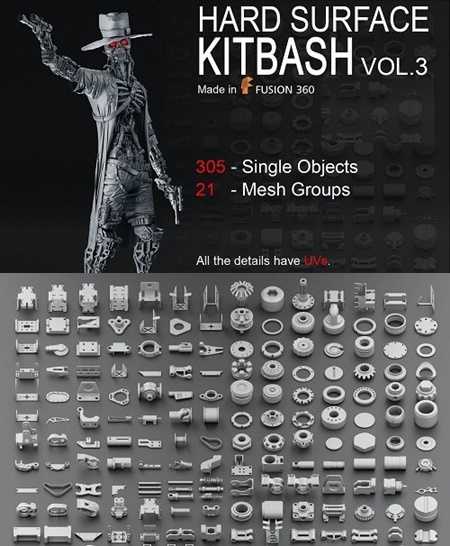 HARD SURFACE
KITBASH VOL.3
Made in FUSION 360
305 - Single Objects
21 - Mesh Groups
All the details have UVs.